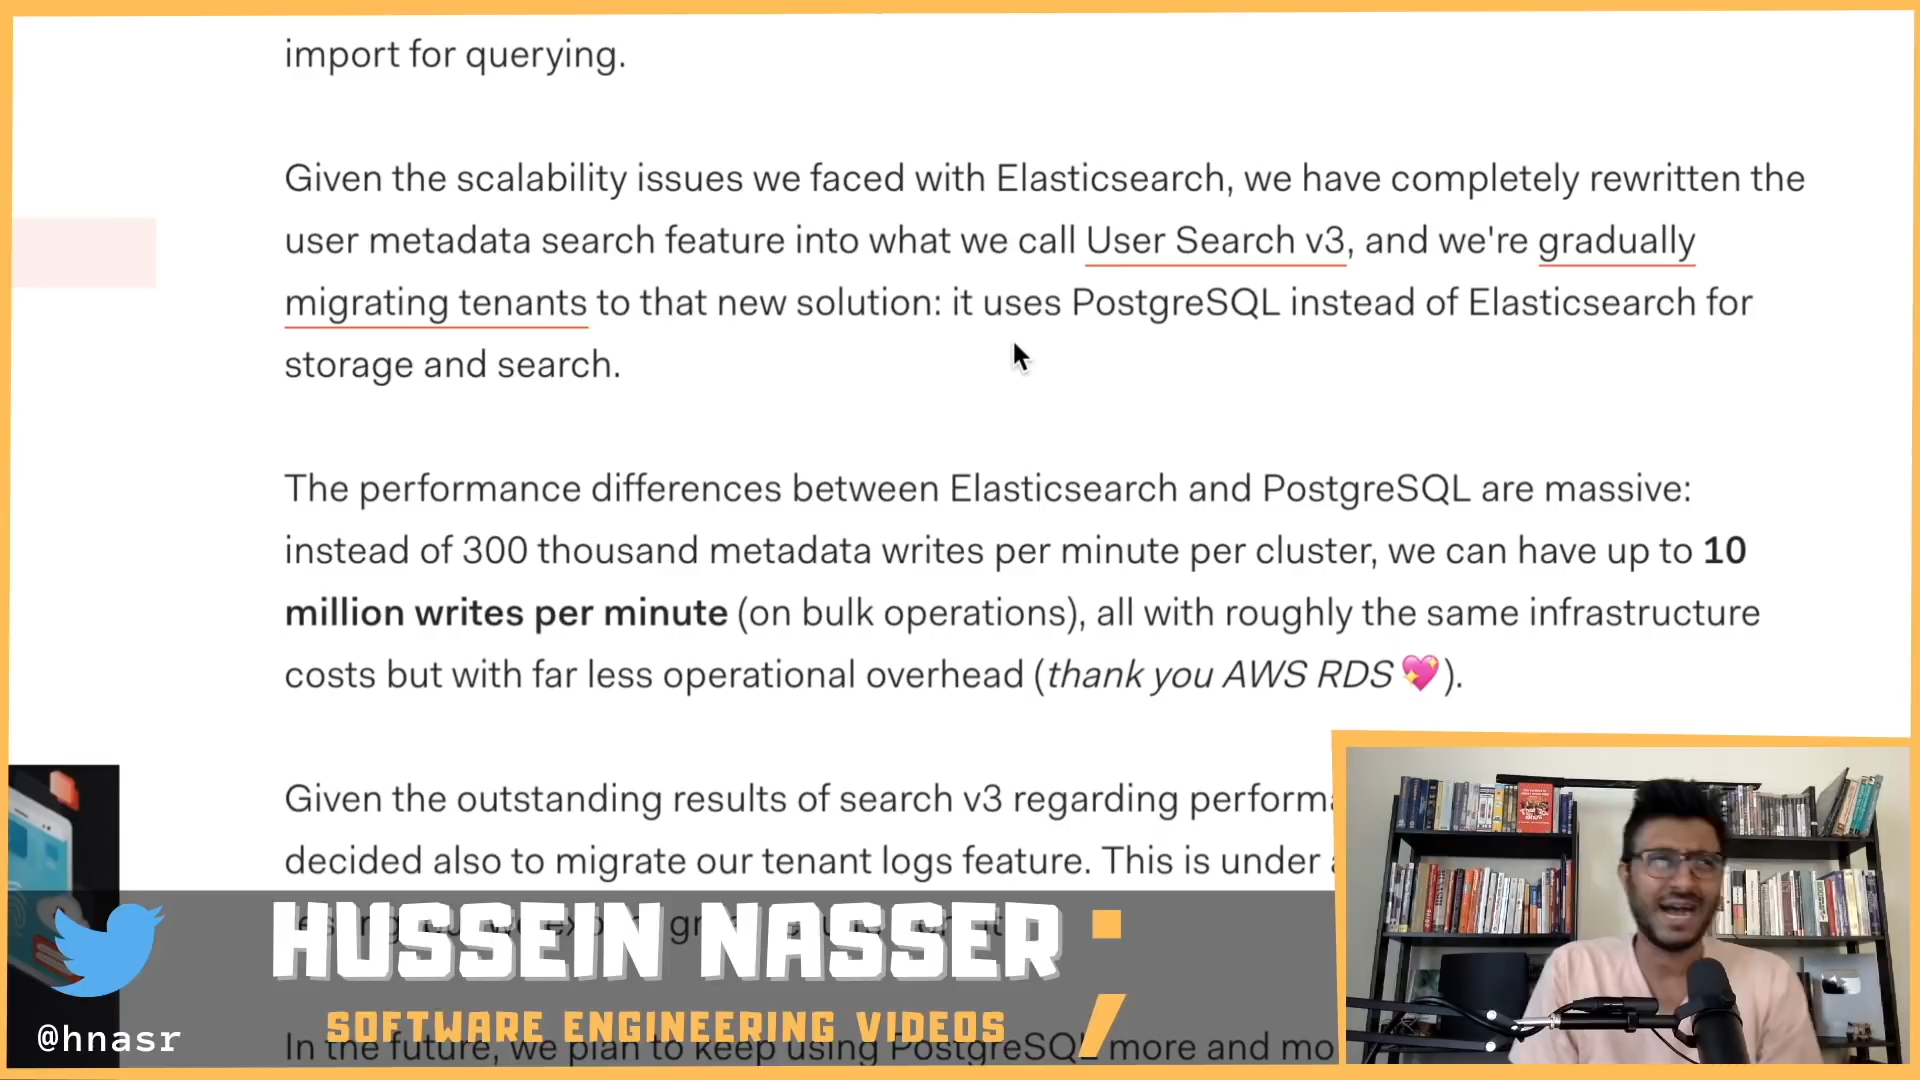 import for querying.
Given the scalability issues we faced with Elasticsearch, we have completely rewritten the
user metadata search feature into what we call User Search v3, and we're gradually
migrating tenants to that new solution: it uses PostgreSQL instead of Elasticsearch for
storage and search.
The performance differences between Elasticsearch and PostgreSQL are massive:
instead of 300 thousand metadata writes per minute per cluster, we can have up to 10
million writes per minute (on bulk operations), all with roughly the same infrastructure
costs but with far less operational overhead (thank you AWS RDS 💖).
Given the outstanding results of search v3 regarding
decided also to migrate our tenant logs feature. This is under
HUSSEIN NASSER ;
SOFTWARE ENGINEERING VIDEOS
@hnasr
In the future, we plan to keep using PostgreSQL more and